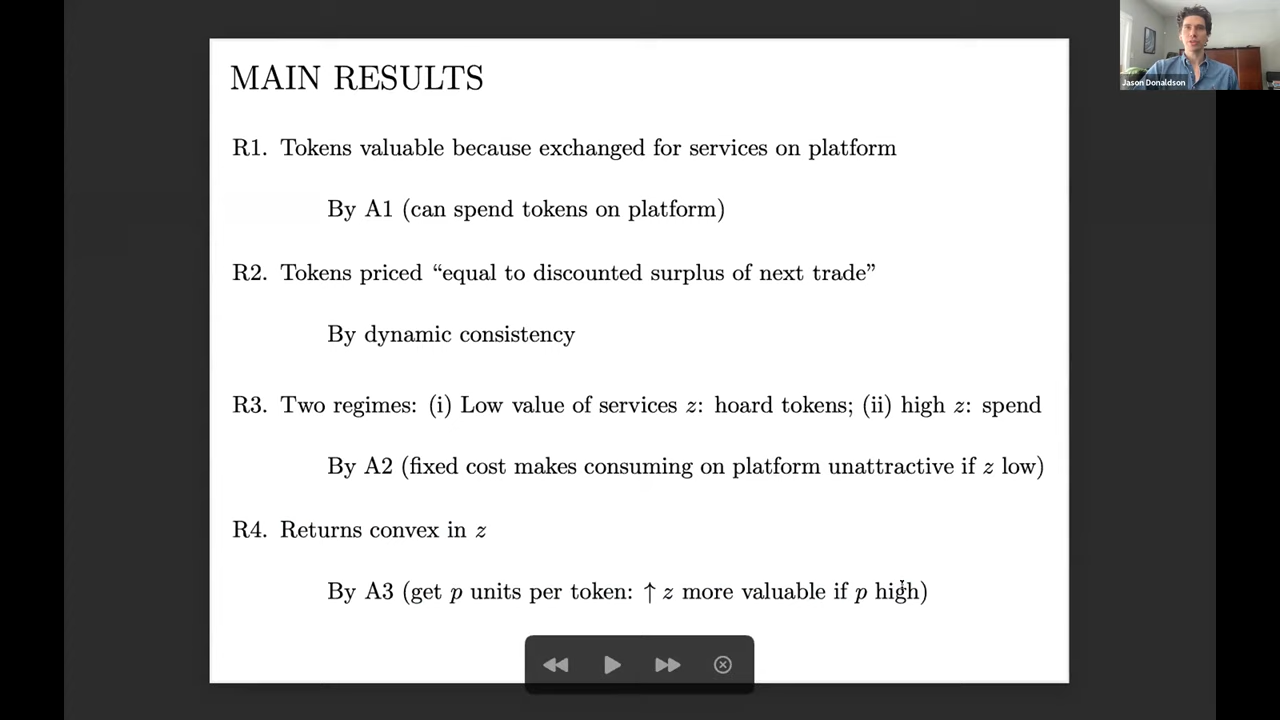 MAIN RESULTS
Jason Donaldson
R1. Tokens valuable because exchanged for services on platform
By A1 (can spend tokens on platform)
R2. Tokens priced “equal to discounted surplus of next trade”
By dynamic consistency
R3. Two regimes: (i) Low value of services z: hoard tokens; (ii) high z: spend
By A2 (fixed cost makes consuming on platform unattractive if z low)
R4. Returns convex in z
By A3 (get p units per token: ↑ z more valuable if p high)